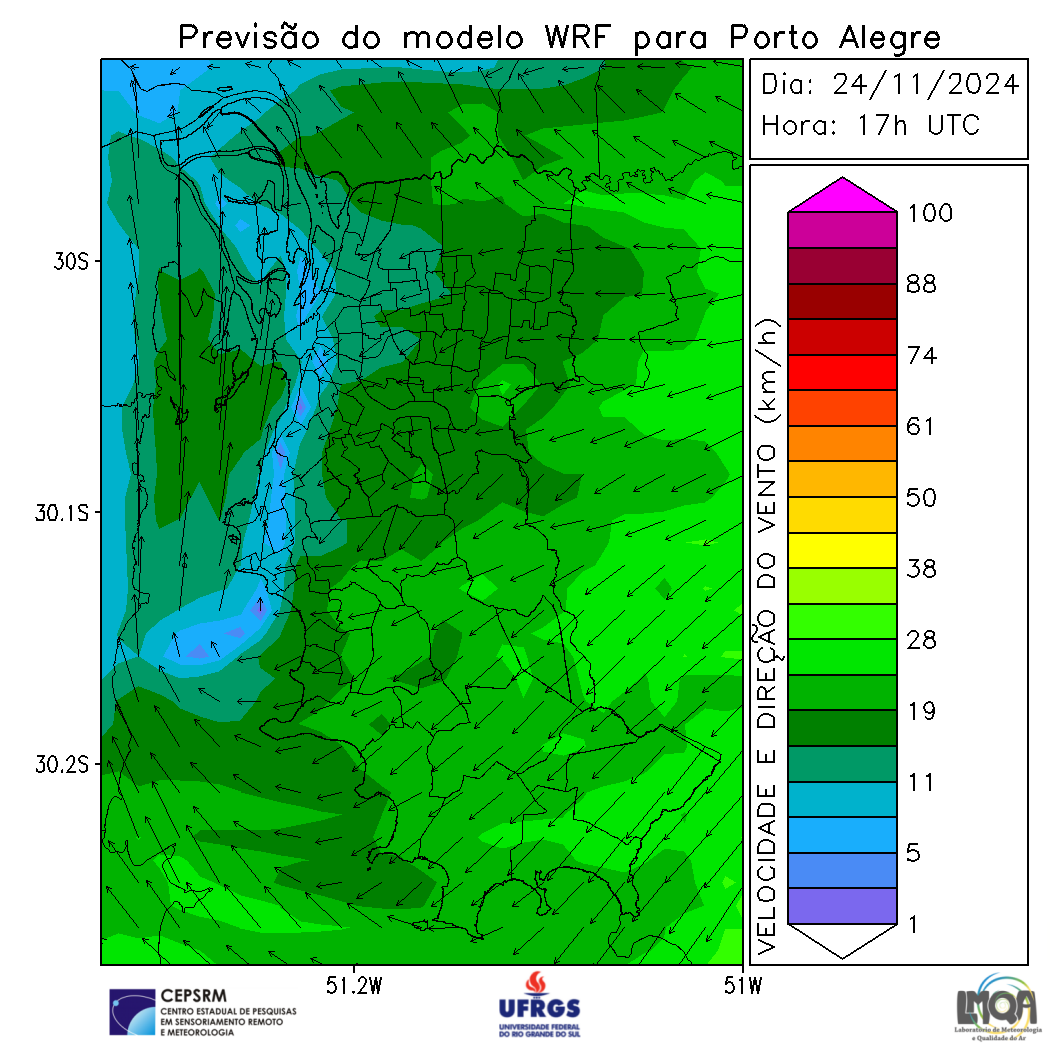 Previsão do modelo WRF para Porto Alegre
Dia: 24/11/2024
Hora: 17h UTC
30S
30.1S
30.2S
51.2W
51W
VELOCIDADE E DIREÇÃO DO VENTO (km/h)
100
88
74
61
50
38
28
19
11
5
1
CEPSRM
CENTRO ESTADUAL DE PESQUISAS
EM SENSORIAMENTO REMOTO
E METEOROLOGIA
UFRGS
UNIVERSIDADE FEDERAL
DO RIO GRANDE DO SUL
LMQA
Laboratório de Meteorologia
e Qualidade do Ar